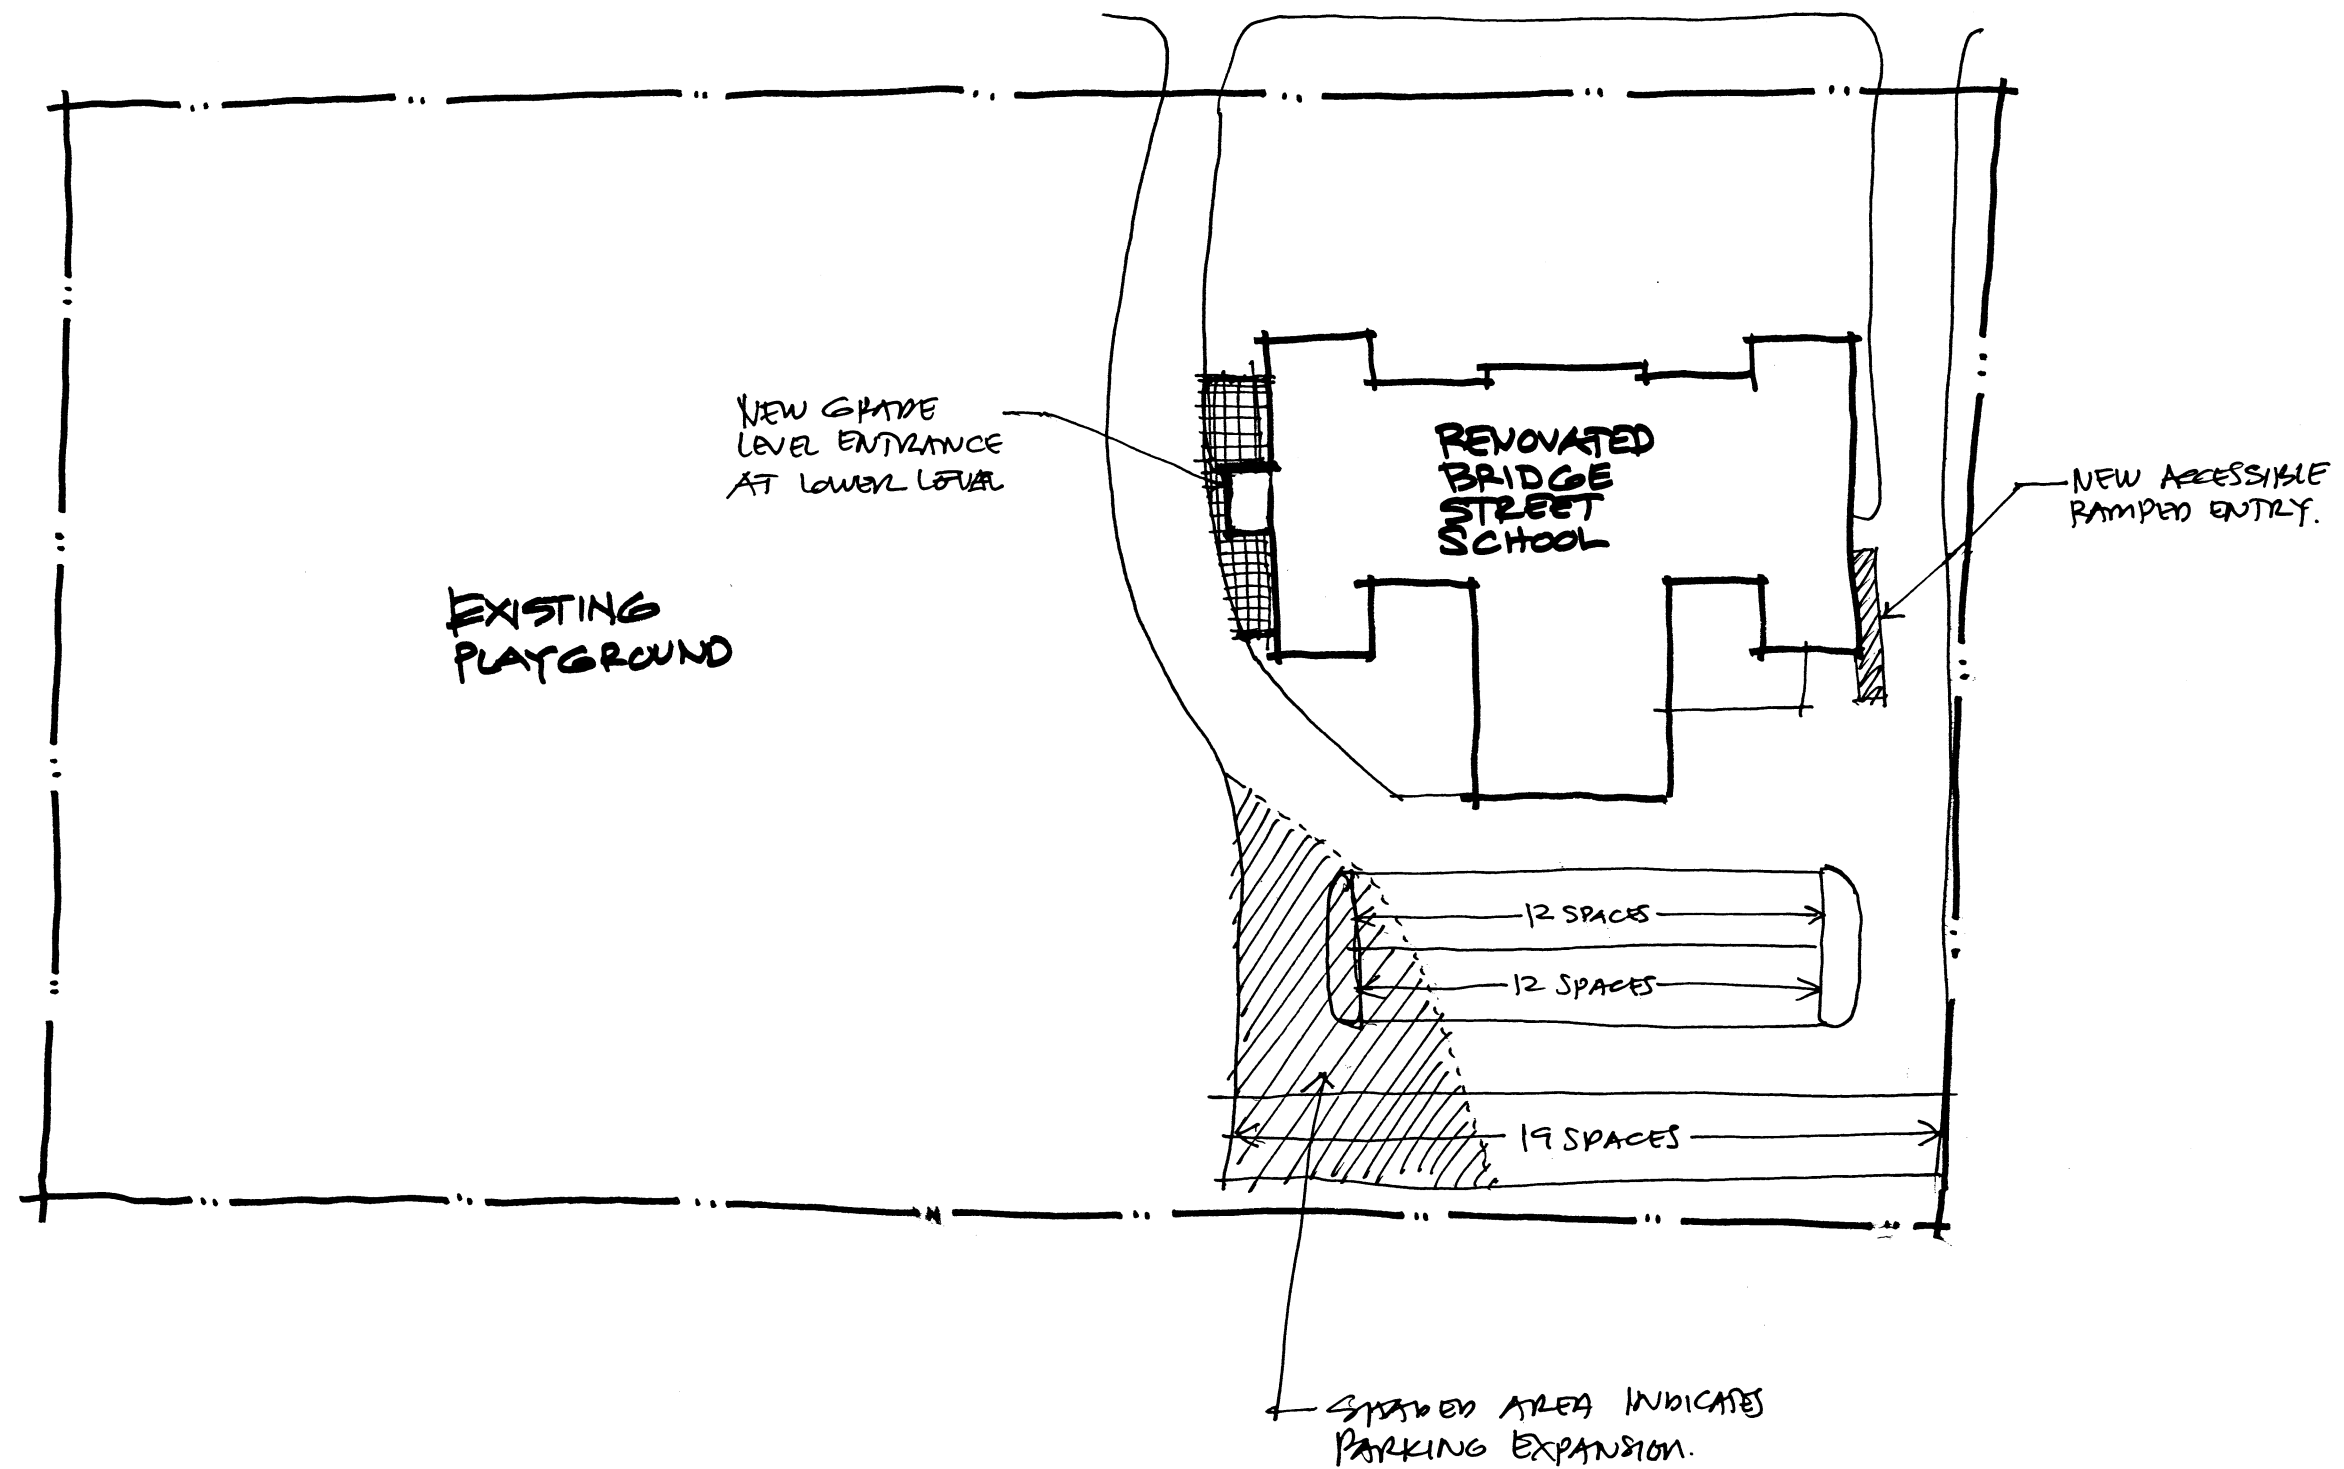 NEW GRADE
LEVEL ENTRANCE
AT LOWER LEVEL
RENOVATED
BRIDGE
STREET
SCHOOL
NEW ACCESSIBLE
RAMPED ENTRY.
EXISTING
PLAYGROUND
12 SPACES
12 SPACES
19 SPACES
SHADED AREA INDICATES
PARKING EXPANSION.